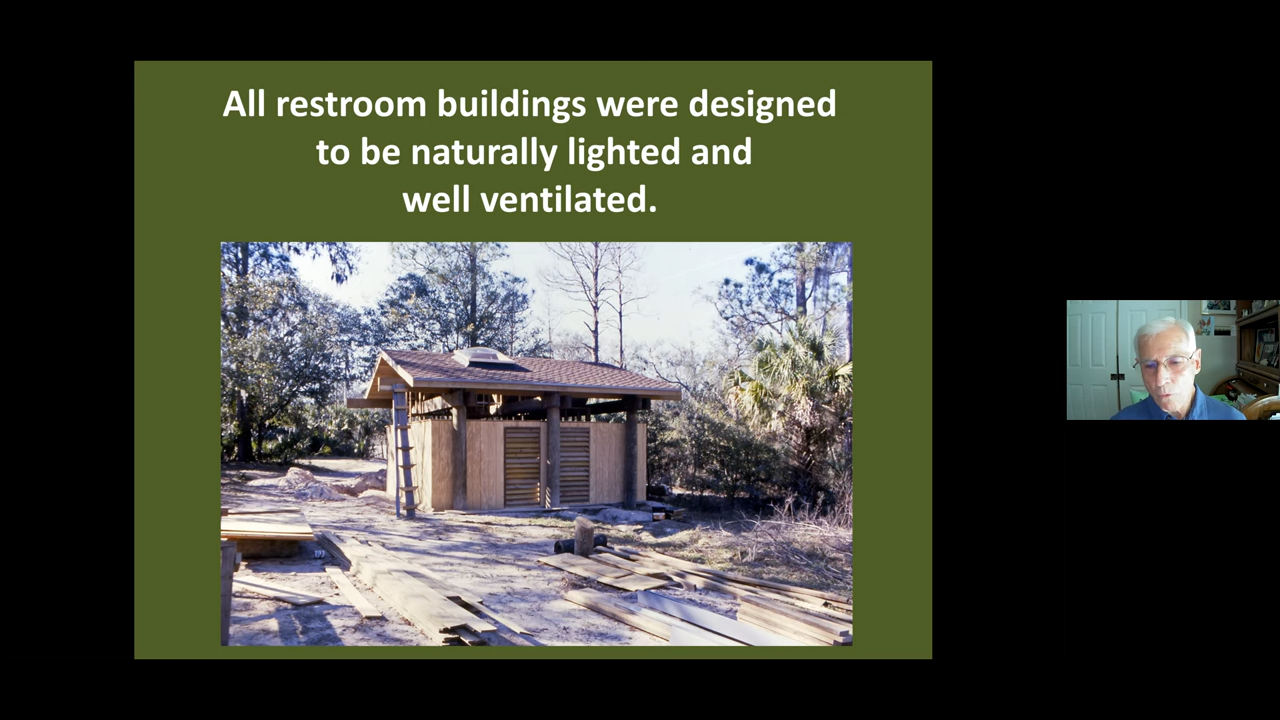 All restroom buildings were designed
to be naturally lighted and
well ventilated.